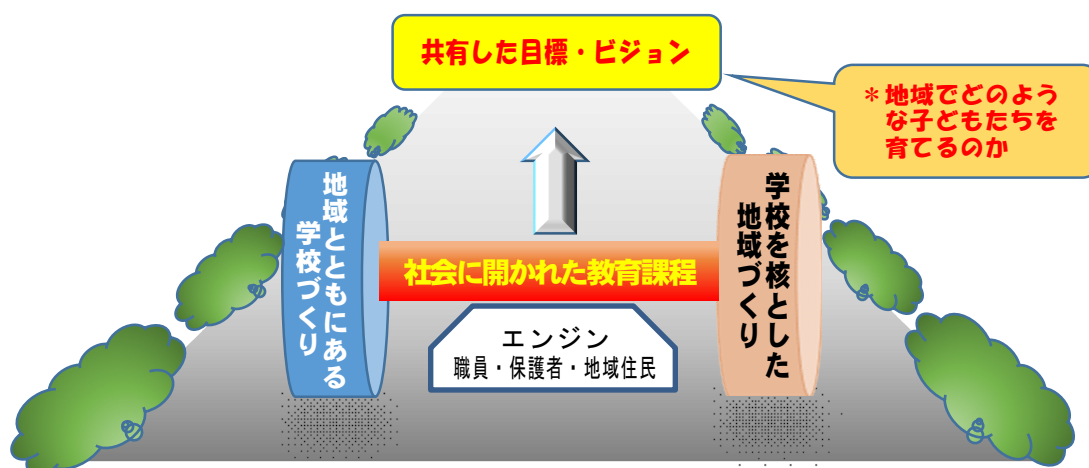 共有した目標・ビジョン
＊地域でどのよう
な子どもたちを
育てるのか
地域とともにある
学校づくり
社会に開かれた教育課程
学校を核とした
地域づくり
エンジン
職員・保護者・地域住民